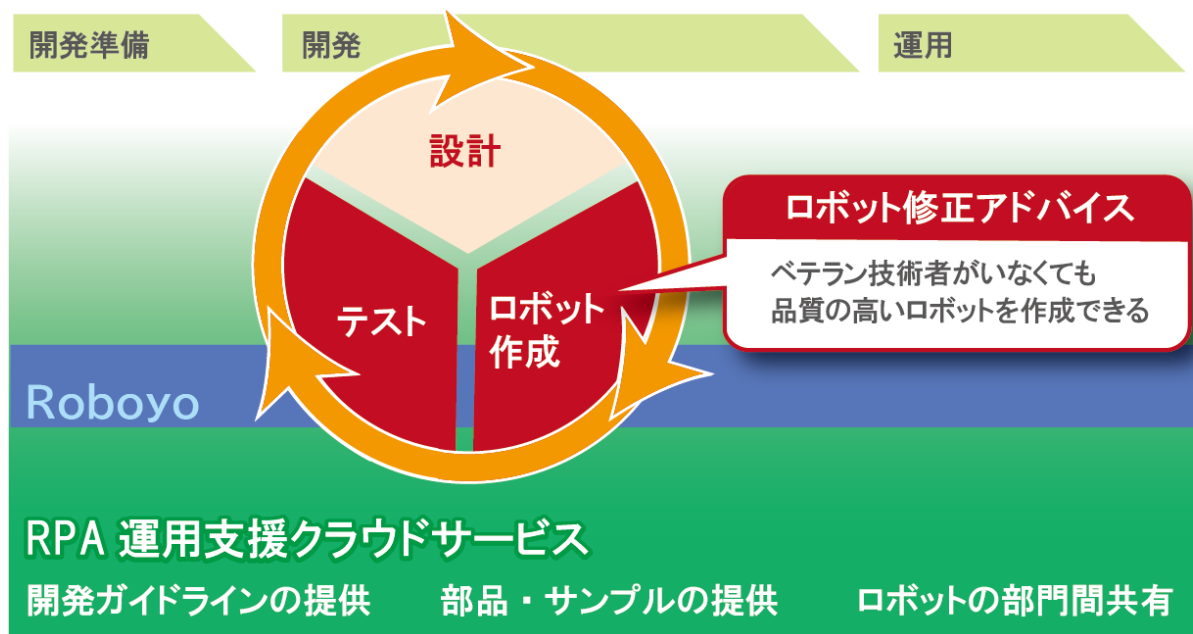 開発準備
開発
運用
設計
テスト
ロボット
作成
ロボット修正アドバイス
ベテラン技術者がいなくても
品質の高いロボットを作成できる
Roboyo
RPA 運用支援クラウドサービス
開発ガイドラインの提供
部品・サンプルの提供
ロボットの部門間共有